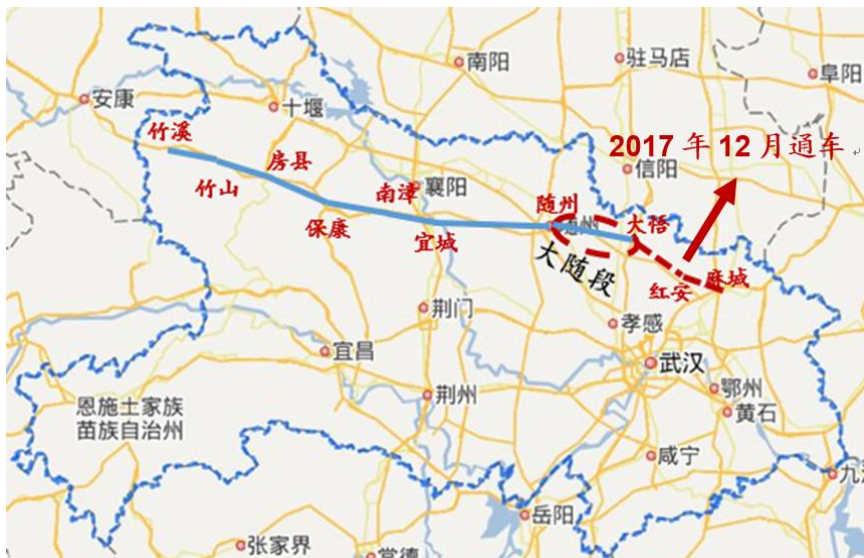 南阳
驻马店
阜阳
安康
十堰
竹溪
2017 年 12 月通车
信阳
房县
竹山
南漳
襄阳
随州
大悟
保康
宜城
大随段
红安
麻城
荆门
孝感
宜昌
武汉
鄂州
荆州
黄石
恩施土家族
苗族自治州
咸宁
岳阳
张家界
常德